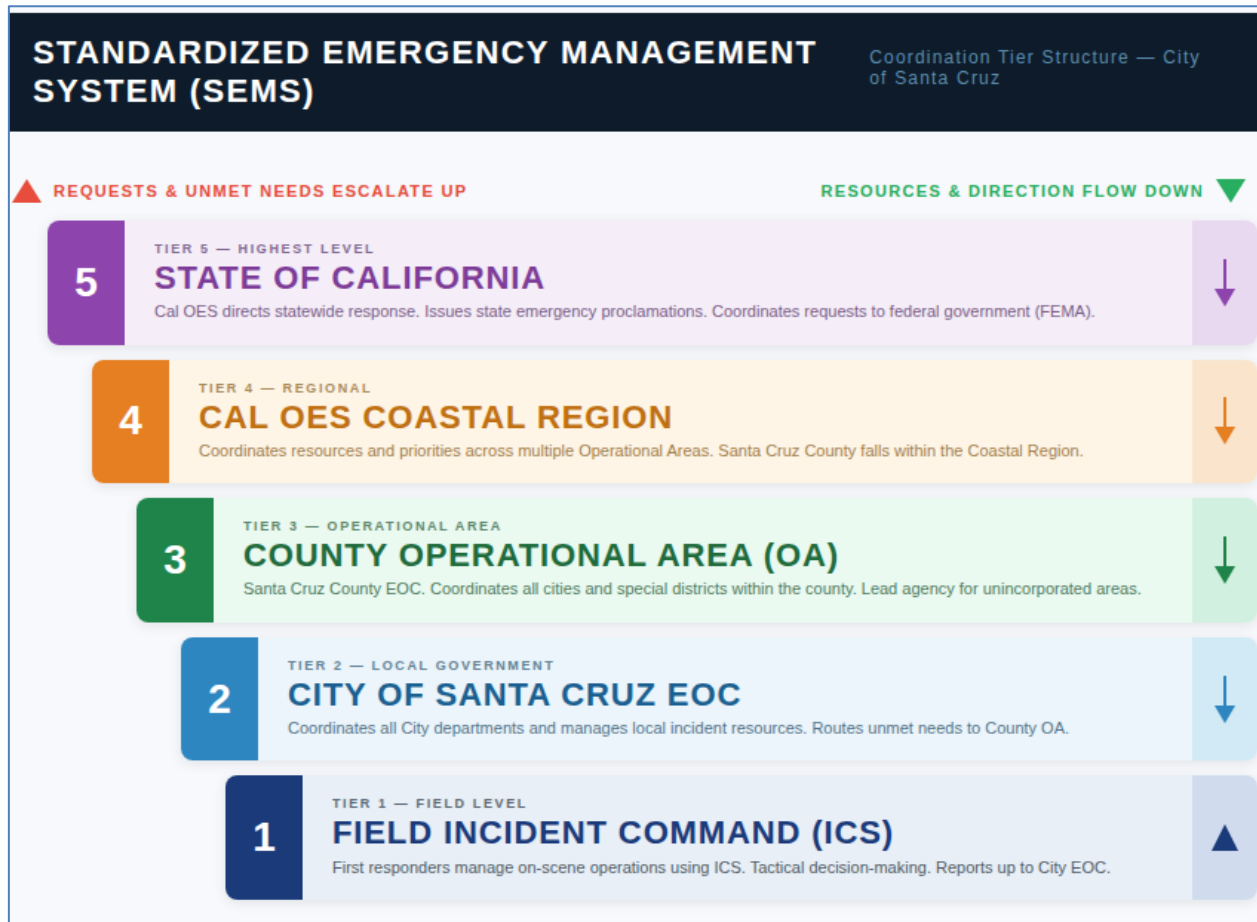 STANDARDIZED EMERGENCY MANAGEMENT
SYSTEM (SEMS)
Coordination Tier Structure — City
of Santa Cruz
REQUESTS & UNMET NEEDS ESCALATE UP
RESOURCES & DIRECTION FLOW DOWN
5
TIER 5 — HIGHEST LEVEL
STATE OF CALIFORNIA
Cal OES directs statewide response. Issues state emergency proclamations. Coordinates requests to federal government (FEMA).
4
TIER 4 — REGIONAL
CAL OES COASTAL REGION
Coordinates resources and priorities across multiple Operational Areas. Santa Cruz County falls within the Coastal Region.
3
TIER 3 — OPERATIONAL AREA
COUNTY OPERATIONAL AREA (OA)
Santa Cruz County EOC. Coordinates all cities and special districts within the county. Lead agency for unincorporated areas.
2
TIER 2 — LOCAL GOVERNMENT
CITY OF SANTA CRUZ EOC
Coordinates all City departments and manages local incident resources. Routes unmet needs to County OA.
1
TIER 1 — FIELD LEVEL
FIELD INCIDENT COMMAND (ICS)
First responders manage on-scene operations using ICS. Tactical decision-making. Reports up to City EOC.